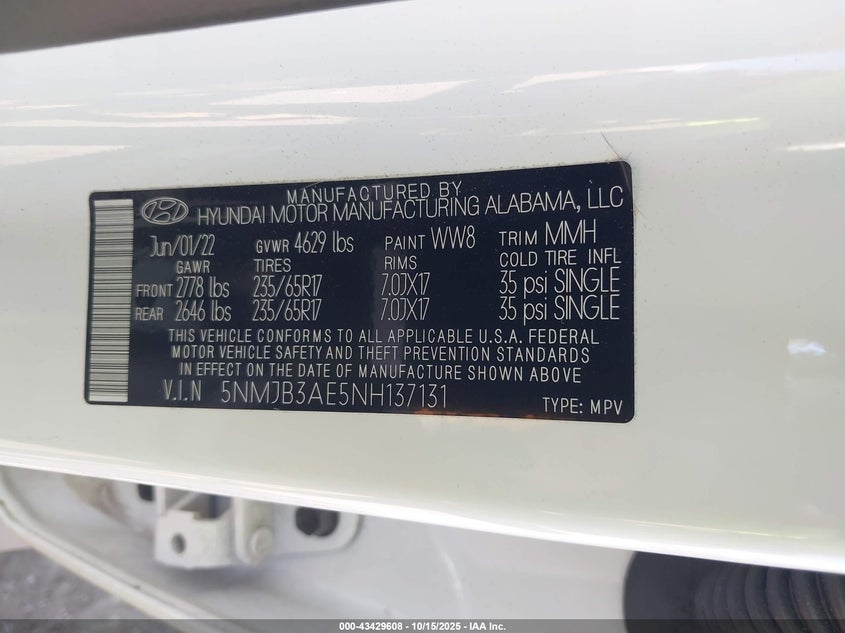 MANUFACTURED BY
HYUNDAI MOTOR MANUFACTURING ALABAMA, LLC
Jun/01/22 GVWR 4629 lbs PAINT WW8 TRIM MMH
GAWR TIRES RIMS COLD TIRE INFL
FRONT 2778 lbs 235/65R17 7.0JX17 35 psi SINGLE
REAR 2646 lbs 235/65R17 7.0JX17 35 psi SINGLE
THIS VEHICLE CONFORMS TO ALL APPLICABLE U.S.A. FEDERAL
MOTOR VEHICLE SAFETY AND THEFT PREVENTION STANDARDS
IN EFFECT ON THE DATE OF MANUFACTURE SHOWN ABOVE
V.I.N 5NMJB3AE5NH137131 TYPE: MPV
000-43429608 - 10/15/2025 - IAA Inc.